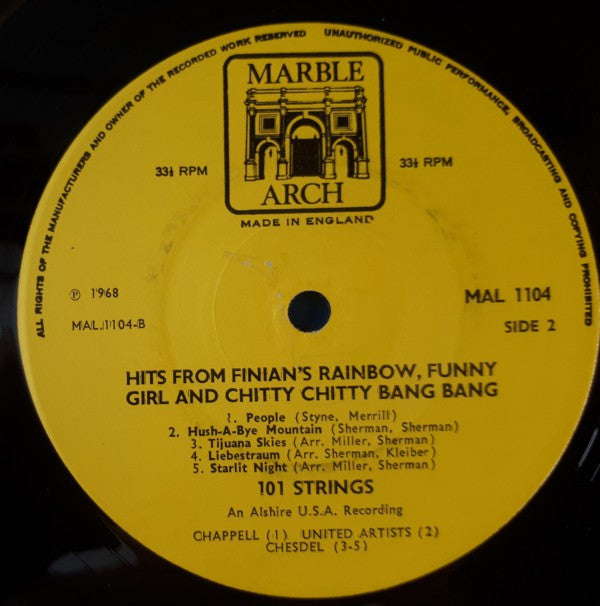 ALL RIGHTS OF THE MANUFACTURERS AND OWNER OF THE RECORDED WORK RESERVED UNAUTHORIZED PUBLIC PERFORMANCE, BROADCASTING AND COPYING PROHIBITED
MARBLE
ARCH
33⅓ RPM
33⅓ RPM
MADE IN ENGLAND
℗ 1968
MAL 1104
MAL.1104-B
SIDE 2
HITS FROM FINIAN'S RAINBOW, FUNNY
GIRL AND CHITTY CHITTY BANG BANG
1. People (Styne, Merrill)
2. Hush-A-Bye Mountain (Sherman, Sherman)
3. Tijuana Skies (Arr. Miller, Sherman)
4. Liebestraum (Arr. Sherman, Kleiber)
5. Starlit Night (Arr. Miller, Sherman)
101 STRINGS
An Alshire U.S.A. Recording
CHAPPELL (1) UNITED ARTISTS (2)
CHESDEL (3-5)